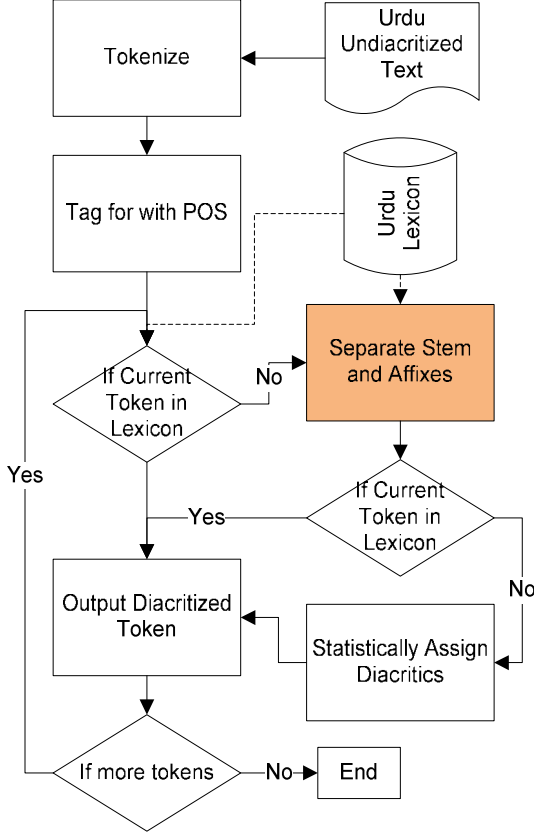 Tokenize
Urdu
Undiacritized
Text
Tag for with POS
Urdu
Lexicon
If Current
Token in
Lexicon
No
Separate Stem
and Affixes
Yes
If Current
Token in
Lexicon
Yes
No
Output Diacritized
Token
Statistically Assign
Diacritics
If more tokens
No
End